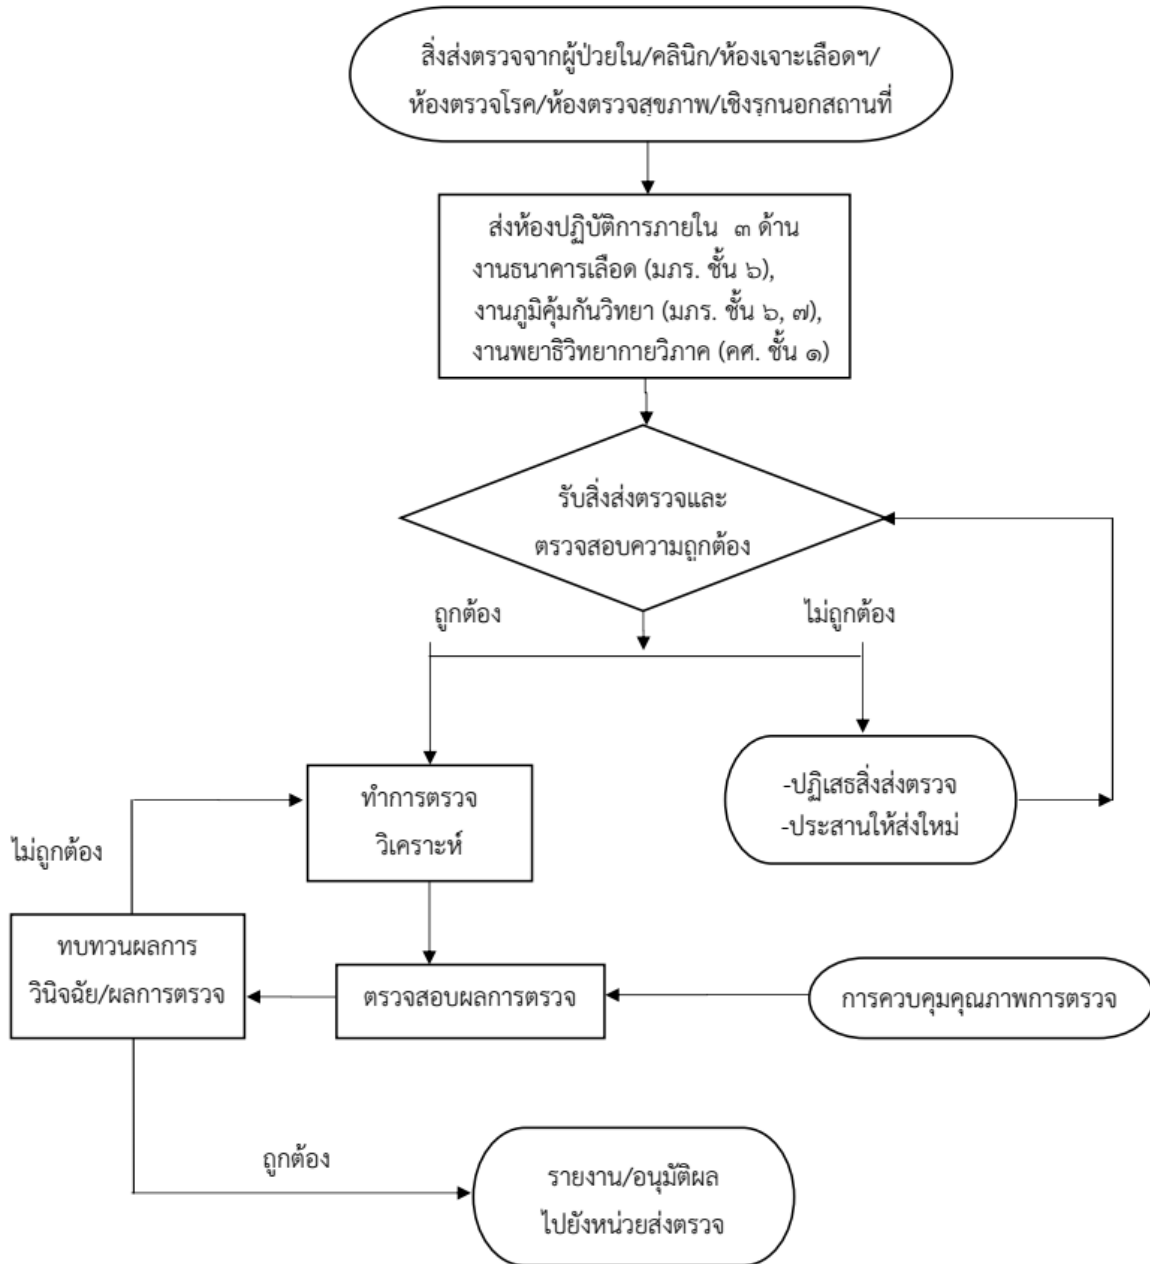 สิ่งส่งตรวจจากผู้ป่วยใน/คลินิก/ห้องเจาะเลือดฯ/
ห้องตรวจโรค/ห้องตรวจสุขภาพ/เชิงรุกนอกสถานที่
ส่งห้องปฏิบัติการภายใน ๓ ด้าน
งานธนาคารเลือด (มภร. ชั้น ๖),
งานภูมิคุ้มกันวิทยา (มภร. ชั้น ๖, ๗),
งานพยาธิวิทยากายวิภาค (คศ. ชั้น ๑)
รับสิ่งส่งตรวจและ
ตรวจสอบความถูกต้อง
ถูกต้อง
ไม่ถูกต้อง
-ปฏิเสธสิ่งส่งตรวจ
-ประสานให้ส่งใหม่
ทำการตรวจ
วิเคราะห์
ไม่ถูกต้อง
ทบทวนผลการ
วินิจฉัย/ผลการตรวจ
ตรวจสอบผลการตรวจ
การควบคุมคุณภาพการตรวจ
ถูกต้อง
รายงาน/อนุมัติผล
ไปยังหน่วยส่งตรวจ